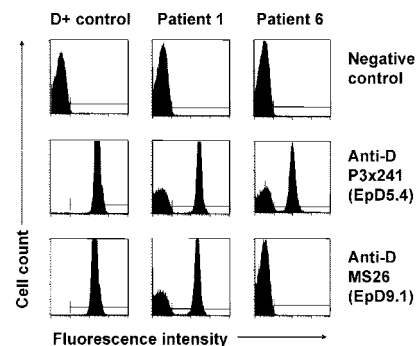 D+ control Patient 1 Patient 6
Negative
control
Anti-D
P3x241
(EpD5.4)
Anti-D
MS26
(EpD9.1)
Cell count
Fluorescence intensity